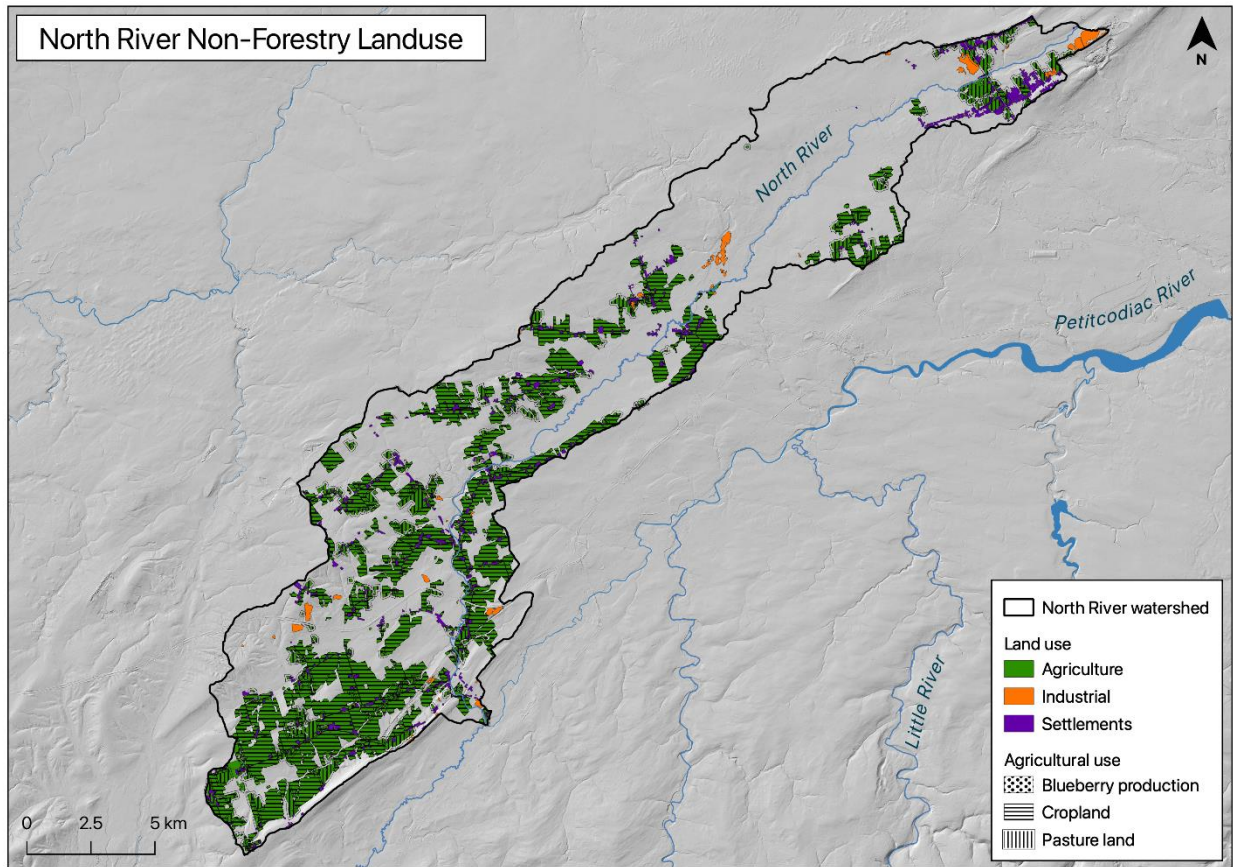 North River Non-Forestry Landuse
N
North River
Petitcodiac River
Little River
North River watershed
Land use
Agriculture
Industrial
Settlements
Agricultural use
Blueberry production
Cropland
Pasture land
0 2.5 5 km